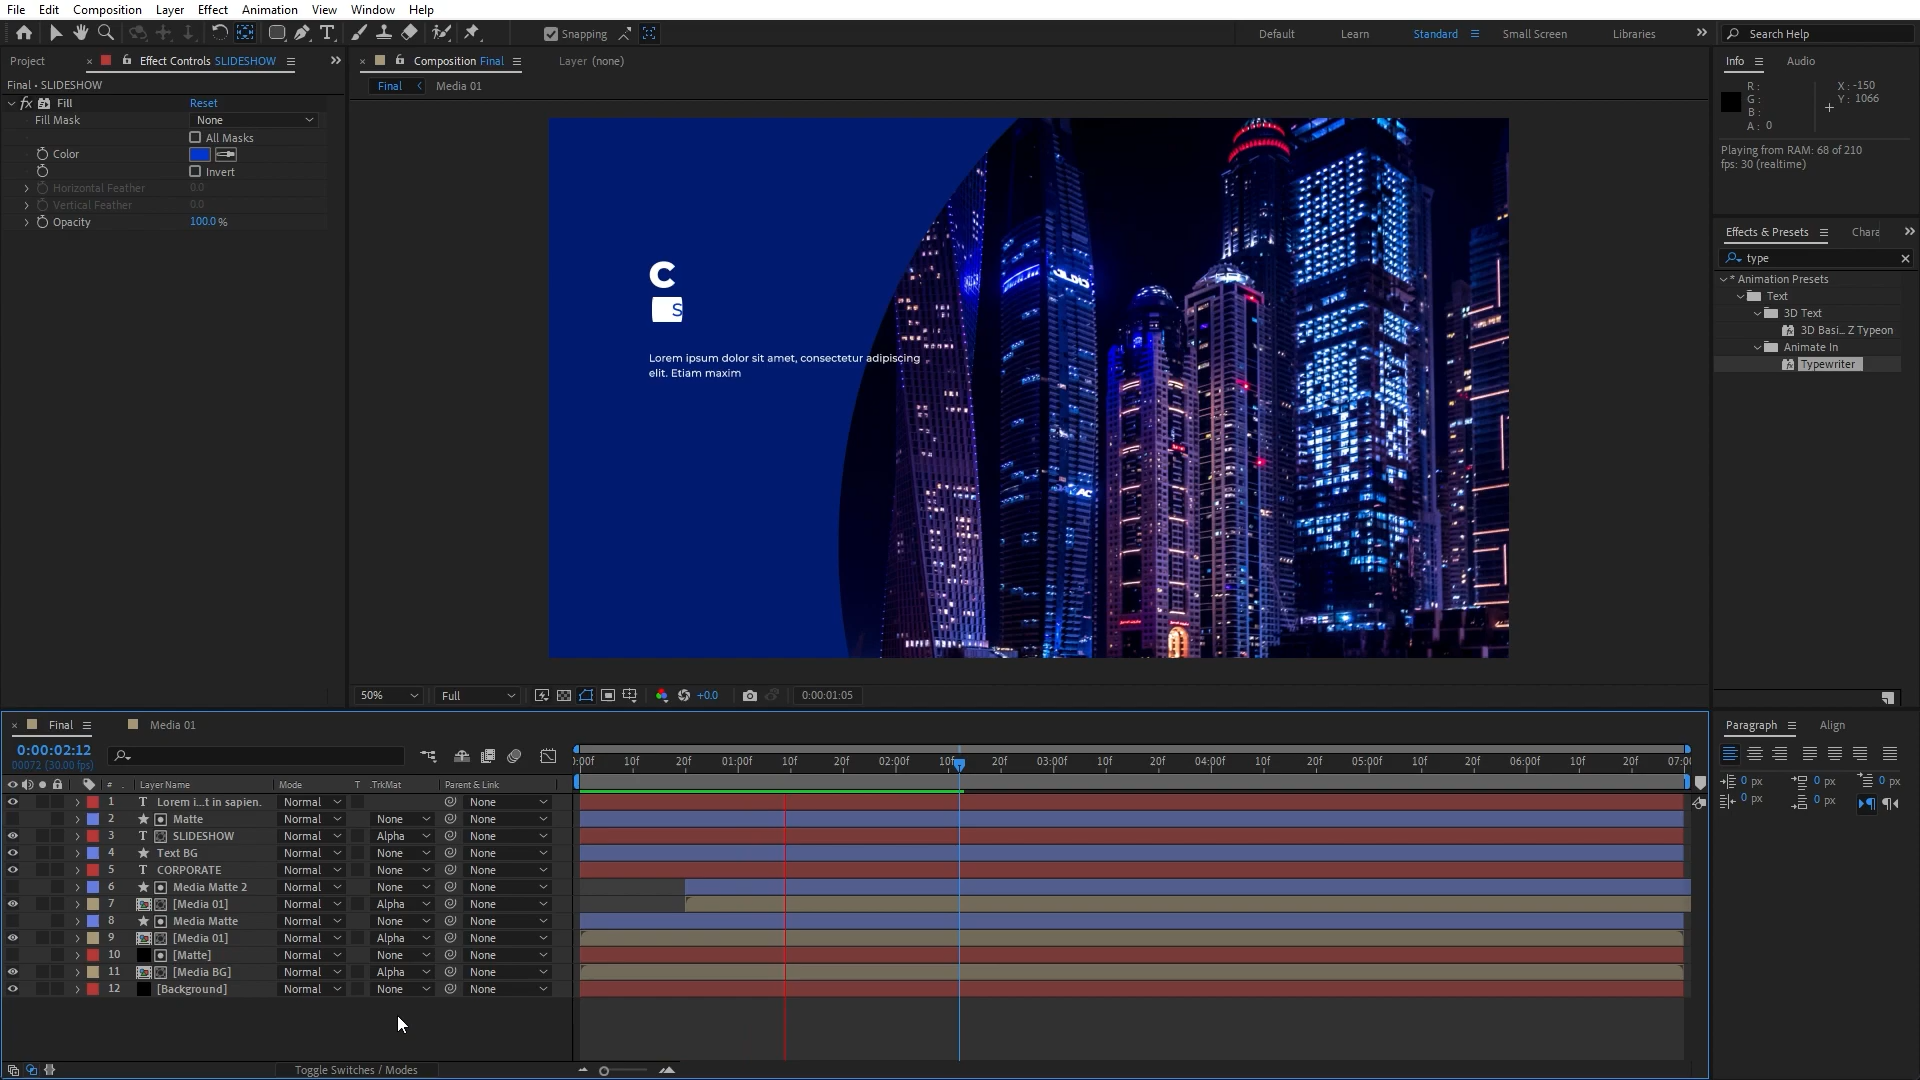 File Edit Composition Layer Effect Animation View Window Help
Snapping
Default Learn Standard Small Screen Libraries
Search Help
Project
Effect Controls SLIDESHOW
Composition Final
Layer (none)
Info
Audio
Final • SLIDESHOW
Final
Media 01
R :
G :
B :
A : 0
X : -150
Y : 1066
fx Fill Reset
Fill Mask None
All Masks
Color
Invert
Horizontal Feather 0.0
Vertical Feather 0.0
Opacity 100.0 %
Playing from RAM: 68 of 210
fps: 30 (realtime)
Effects & Presets
Chara
type
* Animation Presets
Text
3D Text
3D Basi... Z Typeon
Animate In
Typewriter
C
S
Lorem ipsum dolor sit amet, consectetur adipiscing
elit. Etiam maxim
50%
Full
+0.0
0:00:01:05
Final
Media 01
Paragraph
Align
0:00:02:12
00072 (30.00 fps)
):00f 10f 20f 01:00f 10f 20f 02:00f 10f 20f 03:00f 10f 20f 04:00f 10f 20f 05:00f 10f 20f 06:00f 10f 20f 07:00
# . Layer Name Mode T .TrkMat Parent & Link
1 T Lorem i...t in sapien. Normal None
2 Matte Normal None None
3 T SLIDESHOW Normal Alpha None
4 Text BG Normal None None
5 T CORPORATE Normal None None
6 Media Matte 2 Normal None None
7 [Media 01] Normal Alpha None
8 Media Matte Normal None None
9 [Media 01] Normal Alpha None
10 [Matte] Normal None None
11 [Media BG] Normal Alpha None
12 [Background] Normal None None
0 px 0 px 0 px
0 px 0 px
Toggle Switches / Modes